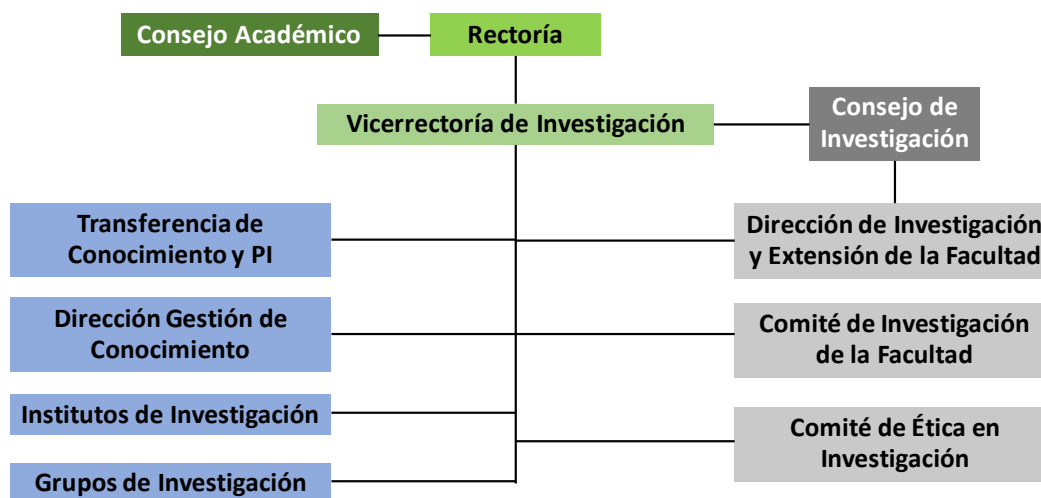 Consejo Académico
Rectoría
Vicerrectoría de Investigación
Consejo de
Investigación
Transferencia de
Conocimiento y PI
Dirección de Investigación
y Extensión de la Facultad
Dirección Gestión de
Conocimiento
Comité de Investigación
de la Facultad
Institutos de Investigación
Comité de Ética en
Investigación
Grupos de Investigación